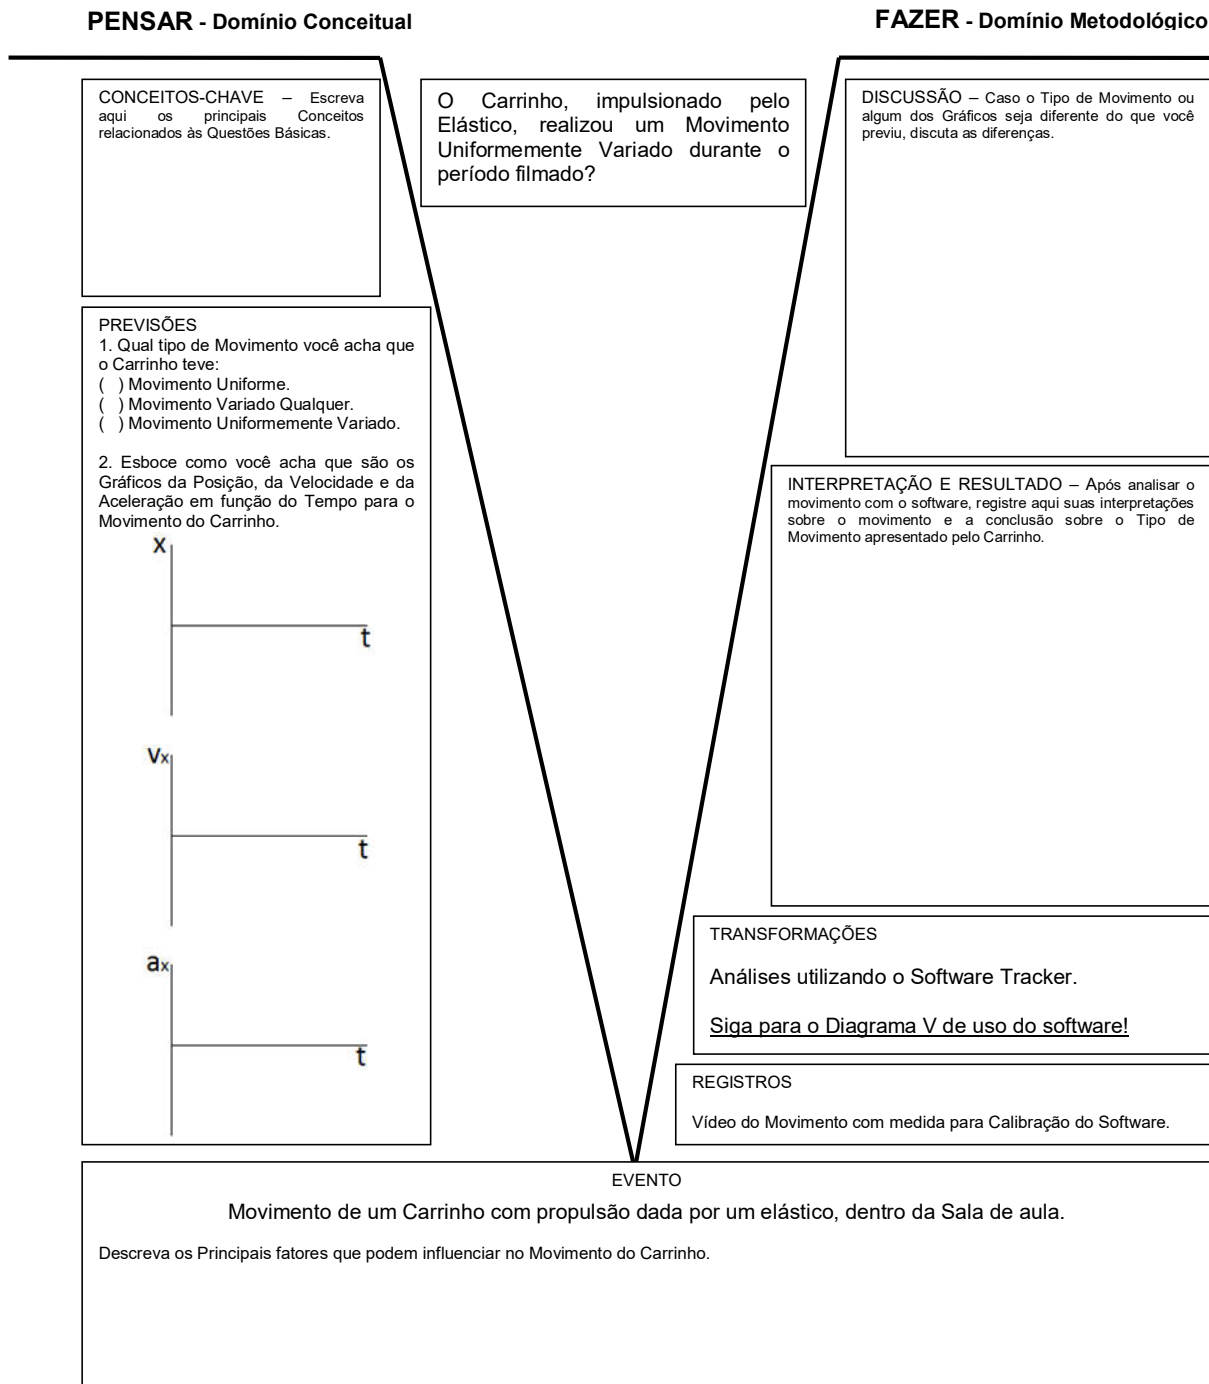 PENSAR - Domínio Conceitual
FAZER - Domínio Metodológico
CONCEITOS-CHAVE – Escreva
aqui os principais Conceitos
relacionados às Questões Básicas.
O Carrinho, impulsionado pelo
Elástico, realizou um Movimento
Uniformemente Variado durante o
período filmado?
DISCUSSÃO – Caso o Tipo de Movimento ou
algum dos Gráficos seja diferente do que você
previu, discuta as diferenças.
PREVISÕES
1. Qual tipo de Movimento você acha que
o Carrinho teve:
( ) Movimento Uniforme.
( ) Movimento Variado Qualquer.
( ) Movimento Uniformemente Variado.
2. Esboce como você acha que são os
Gráficos da Posição, da Velocidade e da
Aceleração em função do Tempo para o
Movimento do Carrinho.
x
t
vx
t
ax
t
INTERPRETAÇÃO E RESULTADO – Após analisar o
movimento com o software, registre aqui suas interpretações
sobre o movimento e a conclusão sobre o Tipo de
Movimento apresentado pelo Carrinho.
TRANSFORMAÇÕES
Análises utilizando o Software Tracker.
Siga para o Diagrama V de uso do software!
REGISTROS
Vídeo do Movimento com medida para Calibração do Software.
EVENTO
Movimento de um Carrinho com propulsão dada por um elástico, dentro da Sala de aula.
Descreva os Principais fatores que podem influenciar no Movimento do Carrinho.